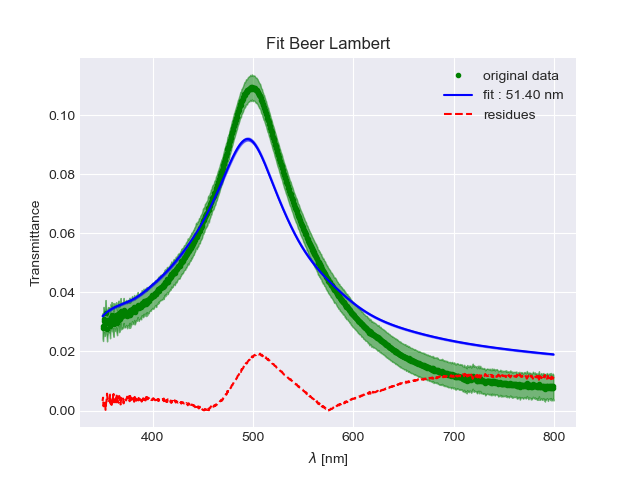 Fit Beer Lambert
original data
fit : 51.40 nm
residues
Transmittance
0.10
0.08
0.06
0.04
0.02
0.00
400
500
600
700
800
λ [nm]